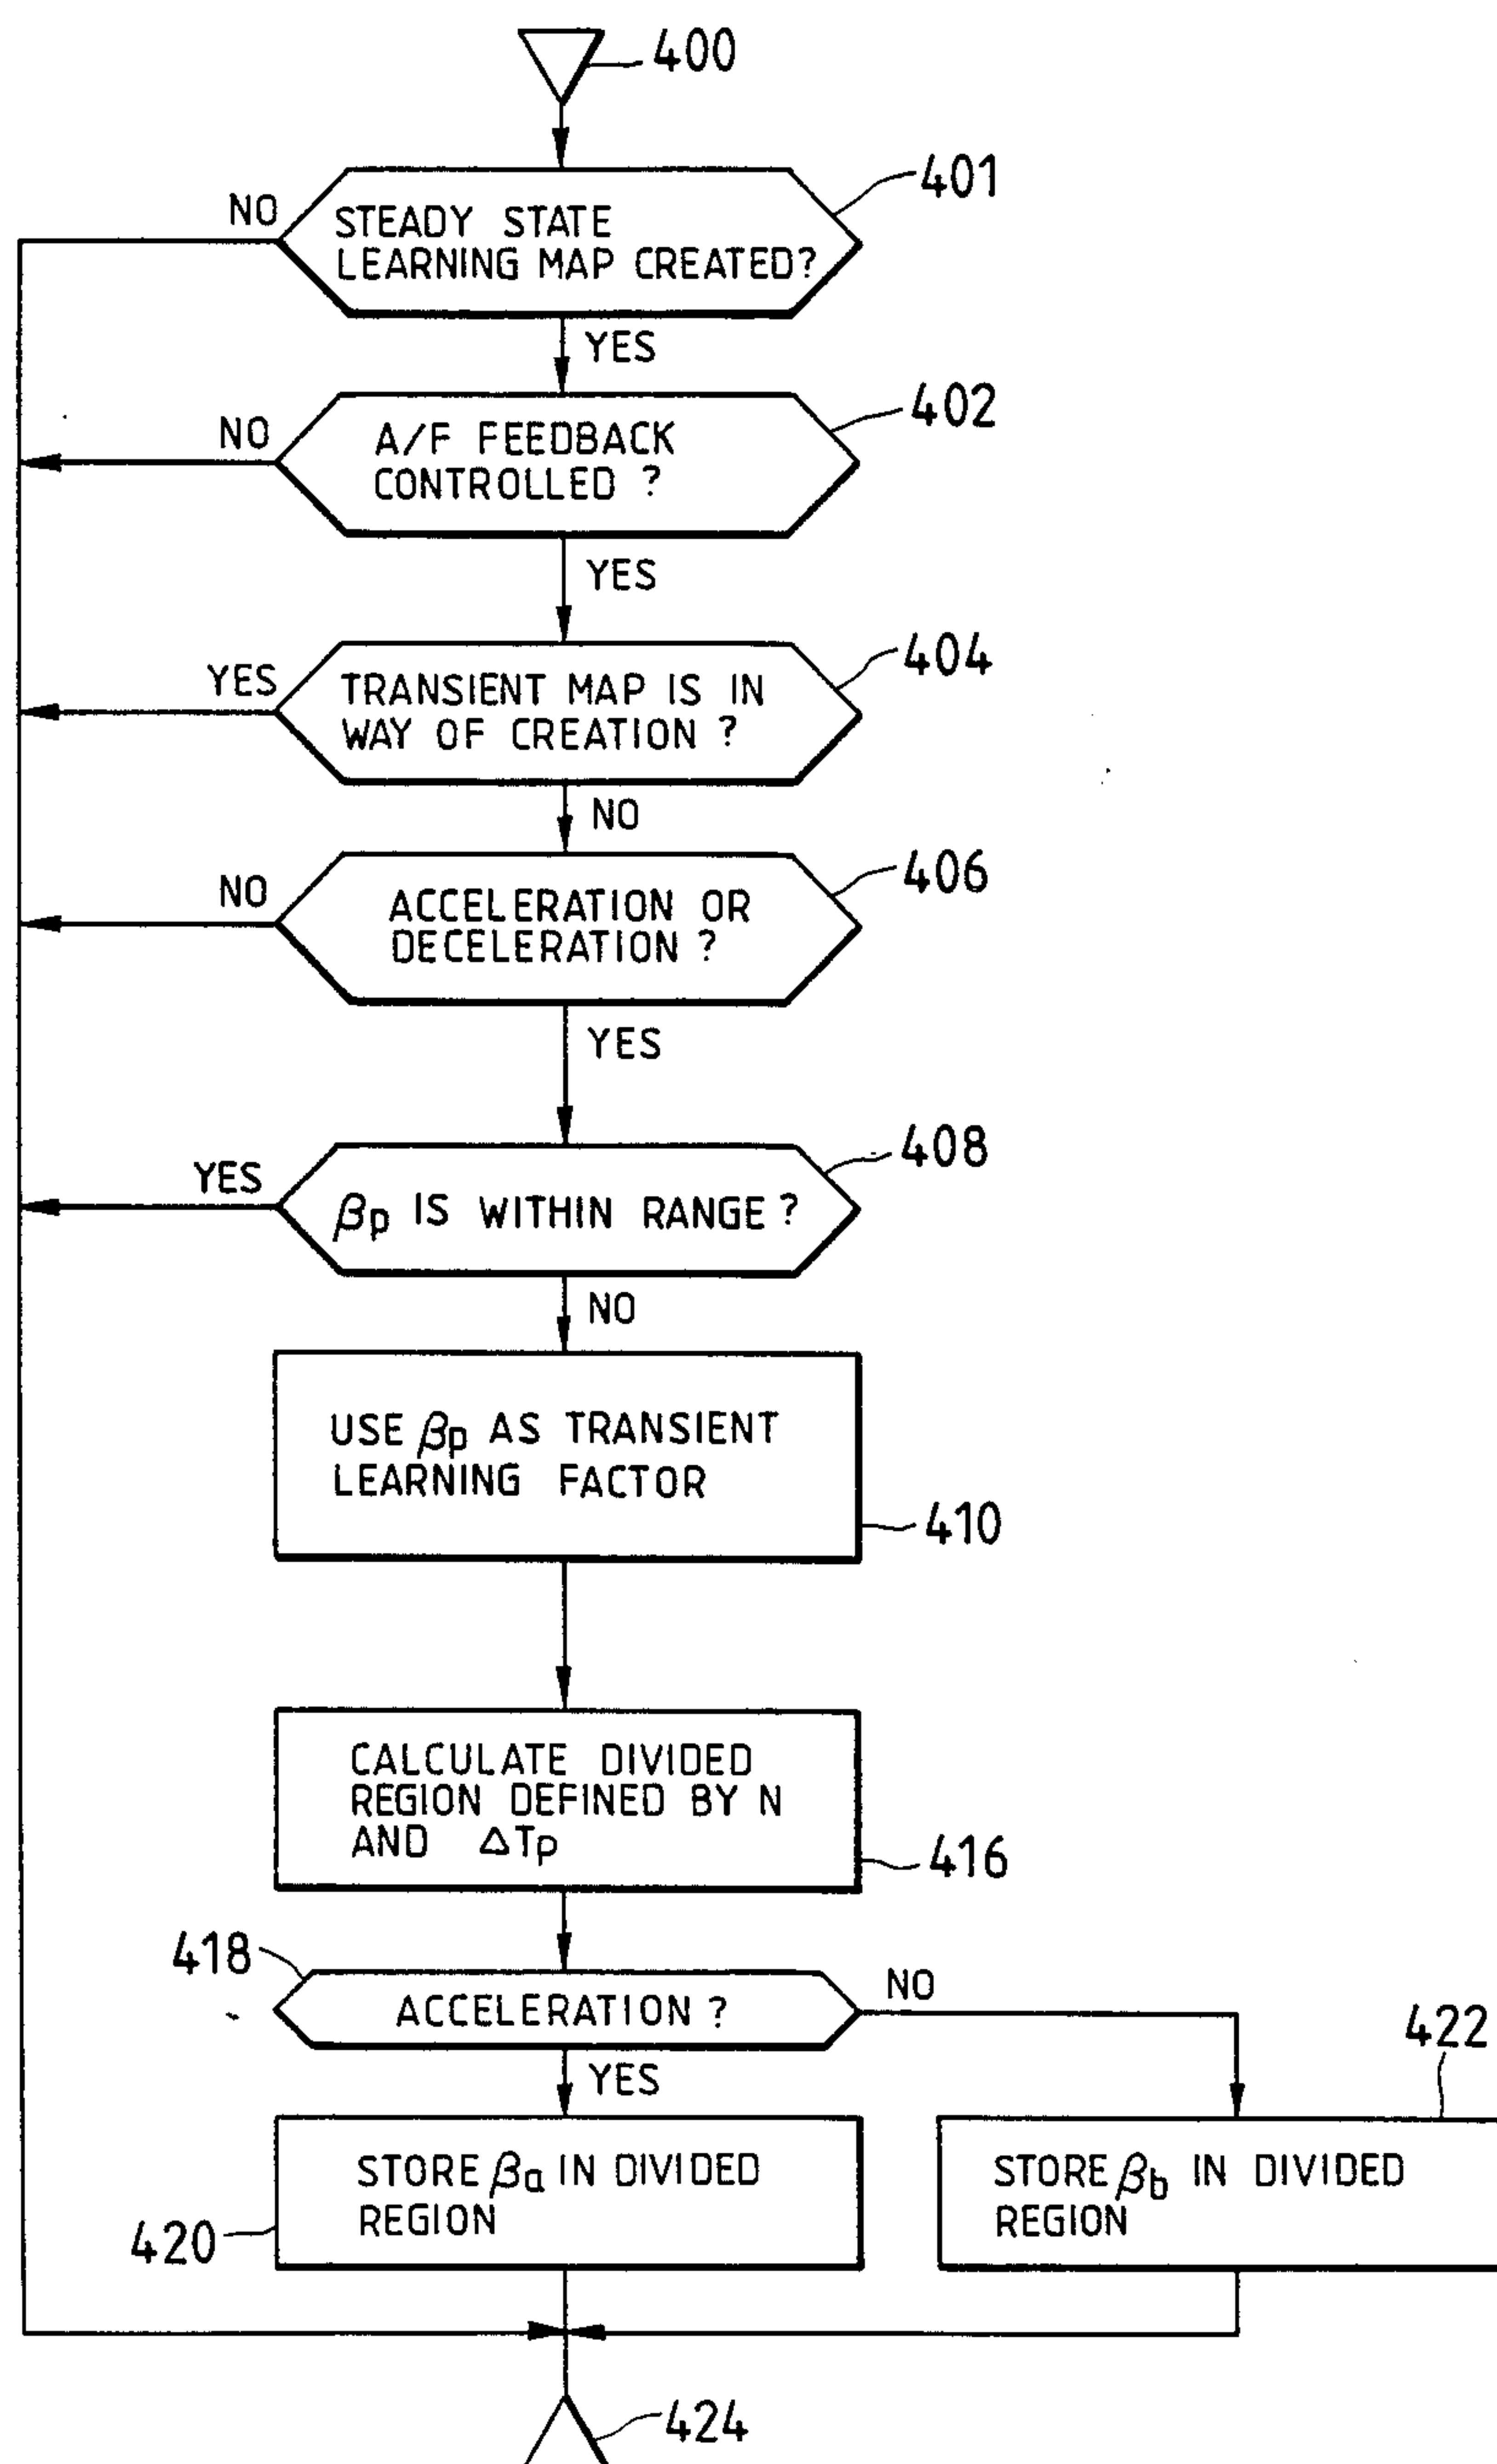 400
401
NO
STEADY STATE
LEARNING MAP CREATED?
YES
402
NO
A/F FEEDBACK
CONTROLLED ?
YES
404
YES
TRANSIENT MAP IS IN
WAY OF CREATION ?
NO
406
NO
ACCELERATION OR
DECELERATION ?
YES
408
YES
βp IS WITHIN RANGE ?
NO
USE βp AS TRANSIENT
LEARNING FACTOR
410
CALCULATE DIVIDED
REGION DEFINED BY N
AND ΔTp
416
418
ACCELERATION ?
NO
YES
422
STORE βa IN DIVIDED
REGION
420
STORE βb IN DIVIDED
REGION
424